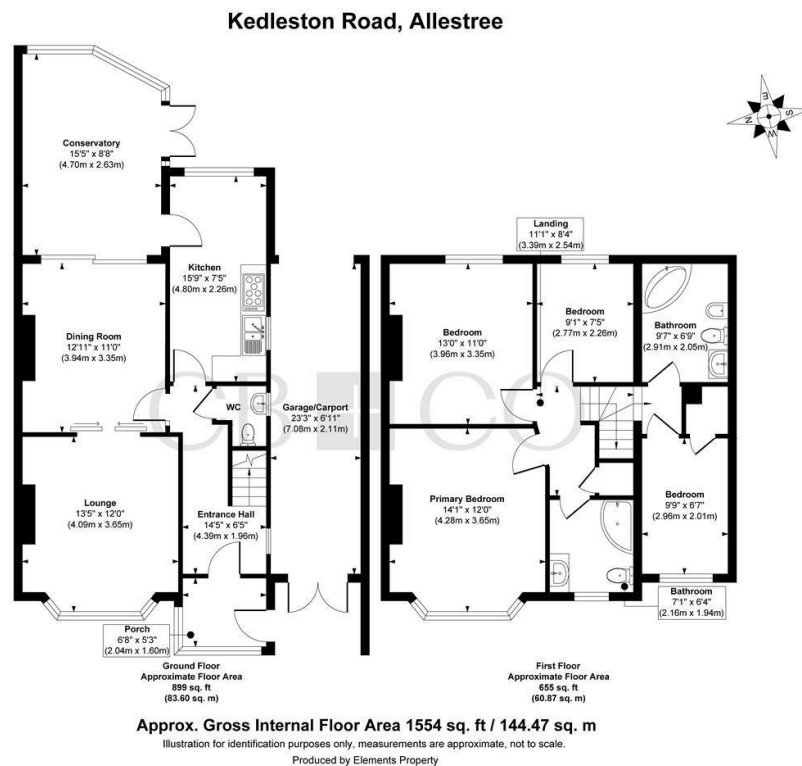 Kedleston Road, Allestree
N
E
S
W
Conservatory
15'5" x 8'8"
(4.70m x 2.63m)
Kitchen
15'9" x 7'5"
(4.80m x 2.26m)
Dining Room
12'11" x 11'0"
(3.94m x 3.35m)
WC
Garage/Carport
23'3" x 6'11"
(7.08m x 2.11m)
Lounge
13'5" x 12'0"
(4.09m x 3.65m)
Entrance Hall
14'5" x 6'5"
(4.39m x 1.96m)
Porch
6'8" x 5'3"
(2.04m x 1.60m)
Ground Floor
Approximate Floor Area
899 sq. ft
(83.60 sq. m)
Landing
11'1" x 8'4"
(3.39m x 2.54m)
Bedroom
13'0" x 11'0"
(3.96m x 3.35m)
Bedroom
9'1" x 7'5"
(2.77m x 2.26m)
Bathroom
9'7" x 6'9"
(2.91m x 2.05m)
Primary Bedroom
14'1" x 12'0"
(4.28m x 3.65m)
Bedroom
9'9" x 6'7"
(2.96m x 2.01m)
Bathroom
7'1" x 6'4"
(2.16m x 1.94m)
First Floor
Approximate Floor Area
655 sq. ft
(60.87 sq. m)
CB CO
Approx. Gross Internal Floor Area 1554 sq. ft / 144.47 sq. m
Illustration for identification purposes only, measurements are approximate, not to scale.
Produced by Elements Property